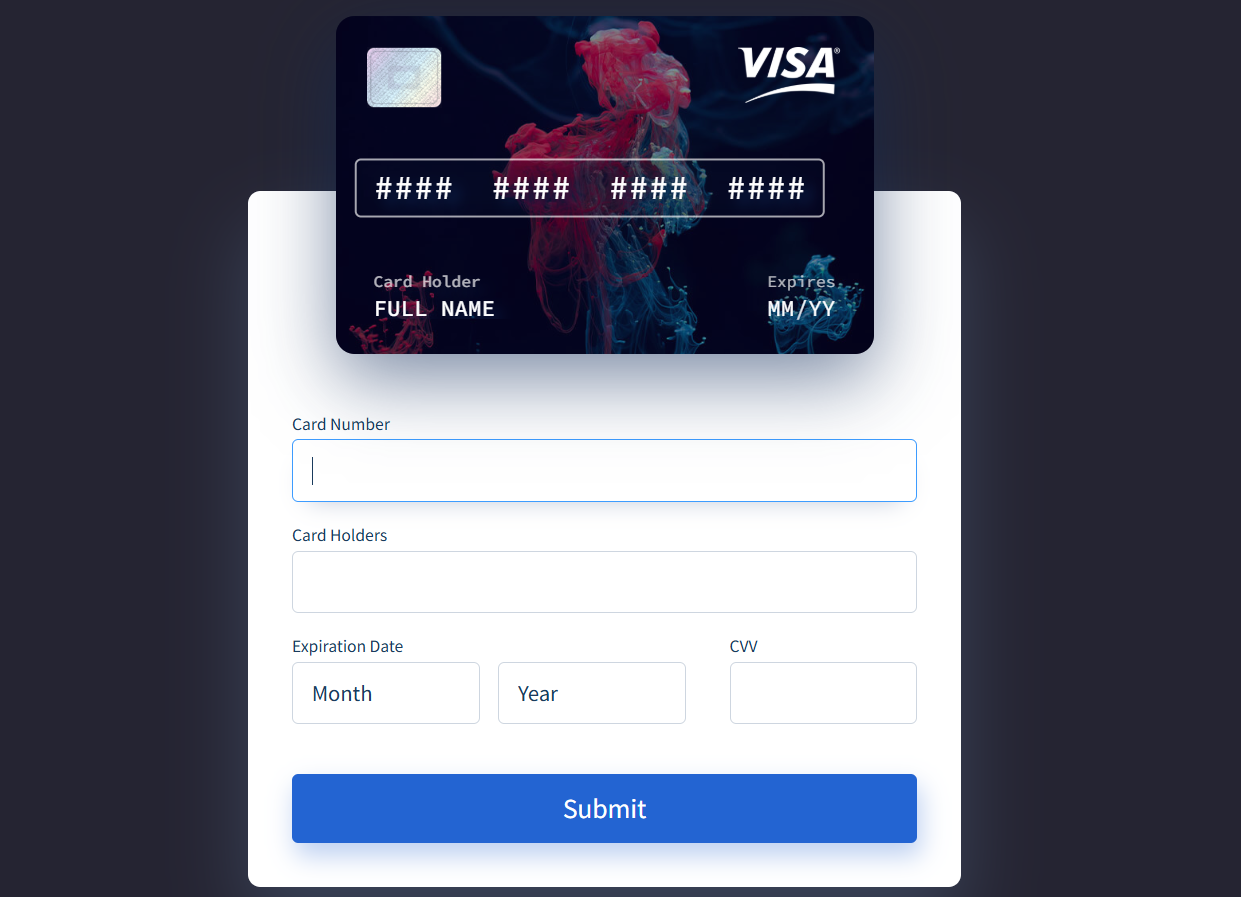 VISA®
#### #### #### ####
Card Holder Expires
FULL NAME MM/YY
Card Number
Card Holders
Expiration Date CVV
Month Year
Submit